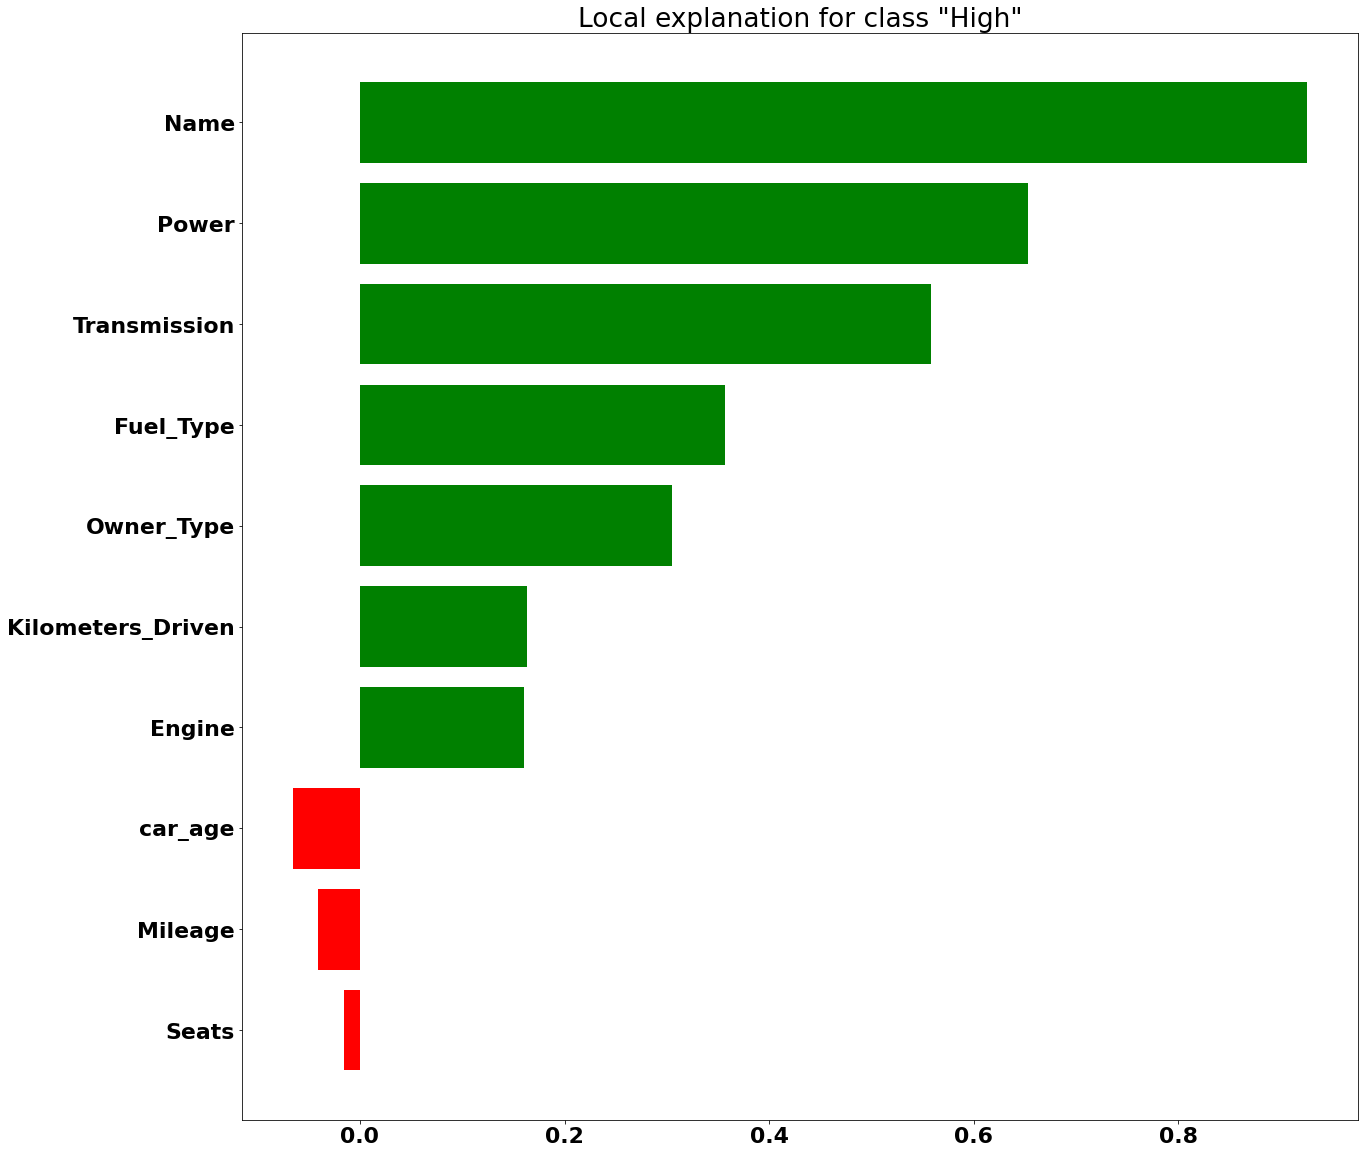 Local explanation for class "High"
Name
Power
Transmission
Fuel_Type
Owner_Type
Kilometers_Driven
Engine
car_age
Mileage
Seats
0.0 0.2 0.4 0.6 0.8